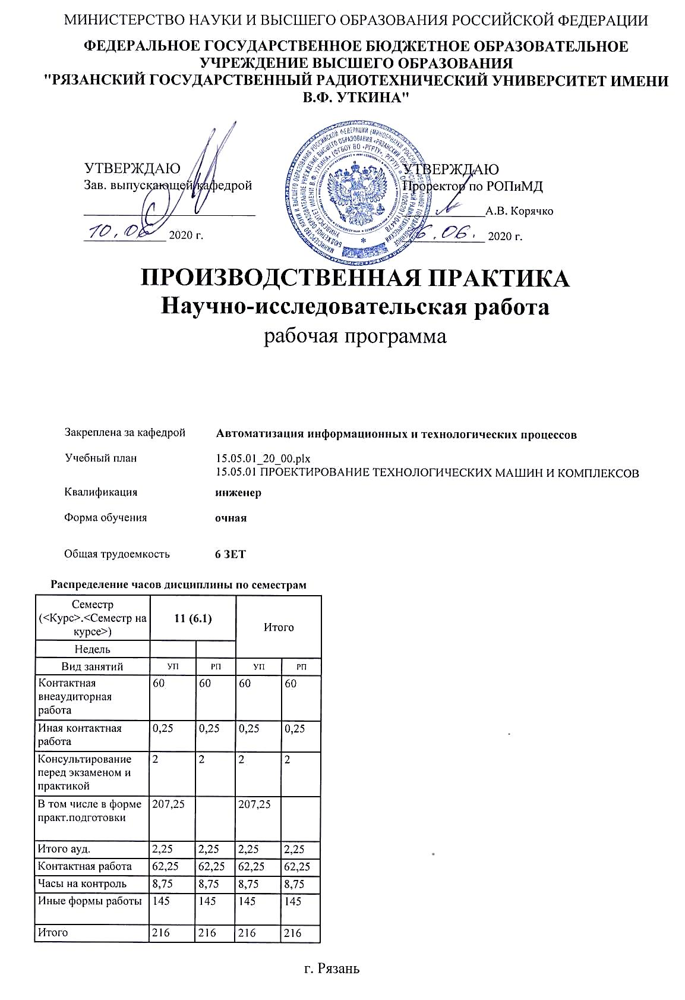 МИНИСТЕРСТВО НАУКИ И ВЫСШЕГО ОБРАЗОВАНИЯ РОССИЙСКОЙ ФЕДЕРАЦИИ
ФЕДЕРАЛЬНОЕ ГОСУДАРСТВЕННОЕ БЮДЖЕТНОЕ ОБРАЗОВАТЕЛЬНОЕ
УЧРЕЖДЕНИЕ ВЫСШЕГО ОБРАЗОВАНИЯ
"РЯЗАНСКИЙ ГОСУДАРСТВЕННЫЙ РАДИОТЕХНИЧЕСКИЙ УНИВЕРСИТЕТ ИМЕНИ
В.Ф. УТКИНА"
УТВЕРЖДАЮ
Зав. выпускающей кафедрой
10.06 2020 г.
УТВЕРЖДАЮ
Проректор по РОПиМД
А.В. Корячко
06. 2020 г.
ПРОИЗВОДСТВЕННАЯ ПРАКТИКА
Научно-исследовательская работа
рабочая программа
Закреплена за кафедрой Автоматизация информационных и технологических процессов
Учебный план 15.05.01_20_00.plx
15.05.01 ПРОЕКТИРОВАНИЕ ТЕХНОЛОГИЧЕСКИХ МАШИН И КОМПЛЕКСОВ
Квалификация инженер
Форма обучения очная
Общая трудоемкость 6 ЗЕТ
Распределение часов дисциплины по семестрам
Семестр
(<Курс>.<Семестр на
курсе>)
11 (6.1)
Итого
Недель
Вид занятий УП РП УП РП
Контактная
внеаудиторная
работа
60 60 60 60
Иная контактная
работа
0,25 0,25 0,25 0,25
Консультирование
перед экзаменом и
практикой
2 2 2 2
В том числе в форме
практ.подготовки
207,25 207,25
Итого ауд. 2,25 2,25 2,25 2,25
Контактная работа 62,25 62,25 62,25 62,25
Часы на контроль 8,75 8,75 8,75 8,75
Иные формы работы 145 145 145 145
Итого 216 216 216 216
г. Рязань